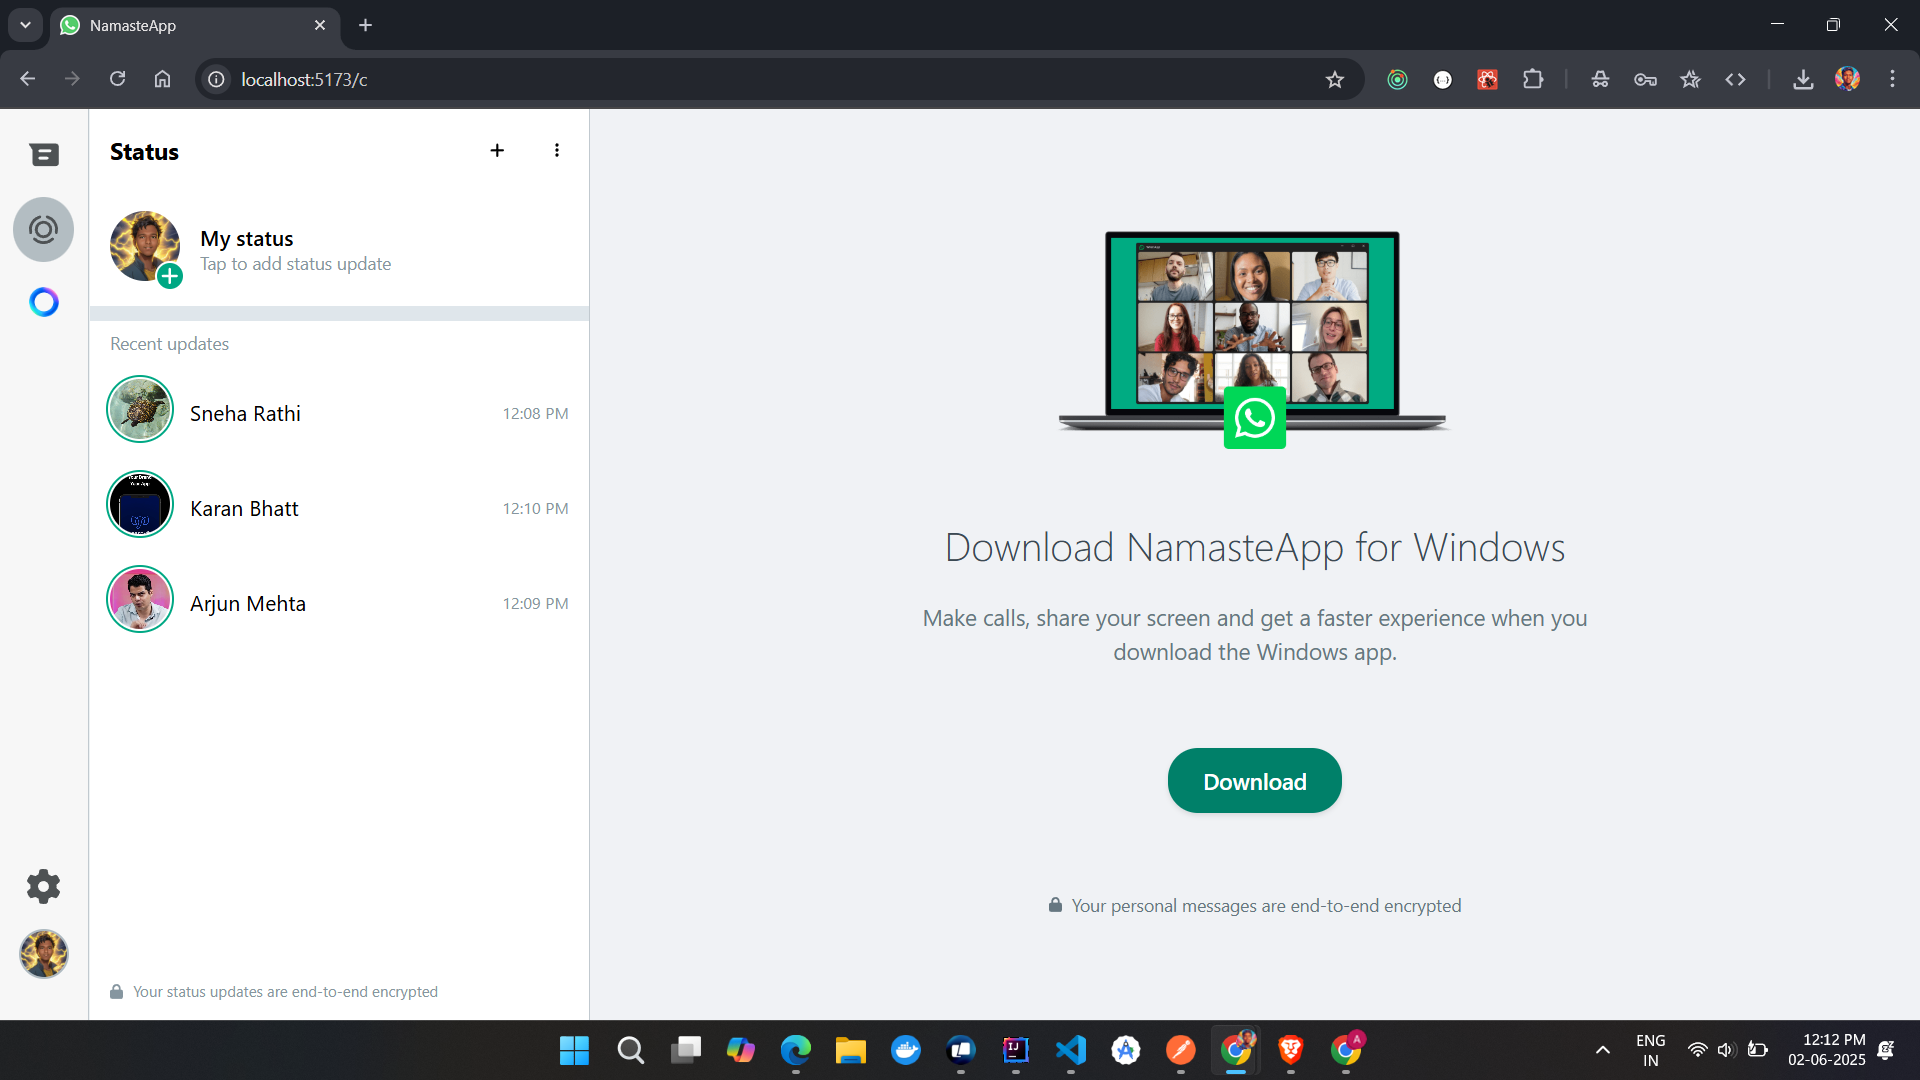 NamasteApp
localhost:5173/c
Status
My status
Tap to add status update
Recent updates
Sneha Rathi
12:08 PM
Karan Bhatt
12:10 PM
Arjun Mehta
12:09 PM
Your status updates are end-to-end encrypted
Download NamasteApp for Windows
Make calls, share your screen and get a faster experience when you
download the Windows app.
Download
Your personal messages are end-to-end encrypted
IJ
A
ENG
IN
12:12 PM
02-06-2025